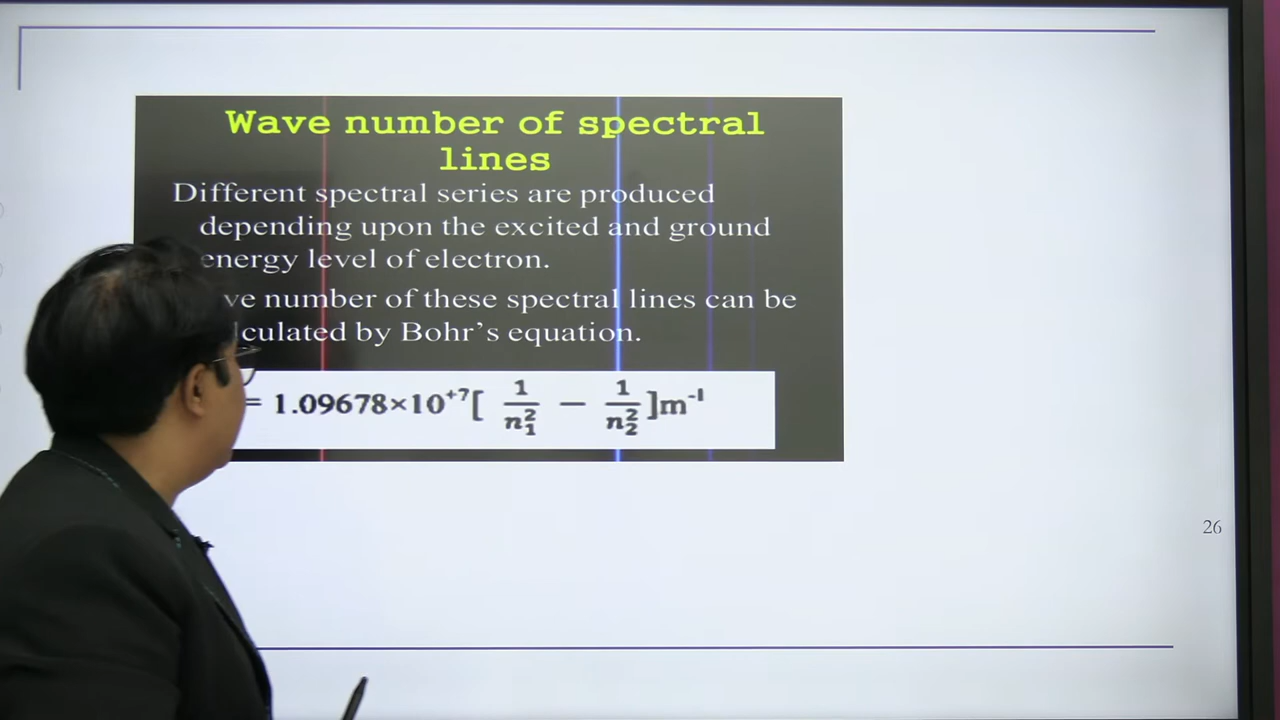 Wave number of spectral
lines
Different spectral series are produced
depending upon the excited and ground
energy level of electron.
ve number of these spectral lines can be
lculated by Bohr's equation.
= 1.09678×10⁺⁷[ 1/n₁² − 1/n₂² ]m⁻¹
26